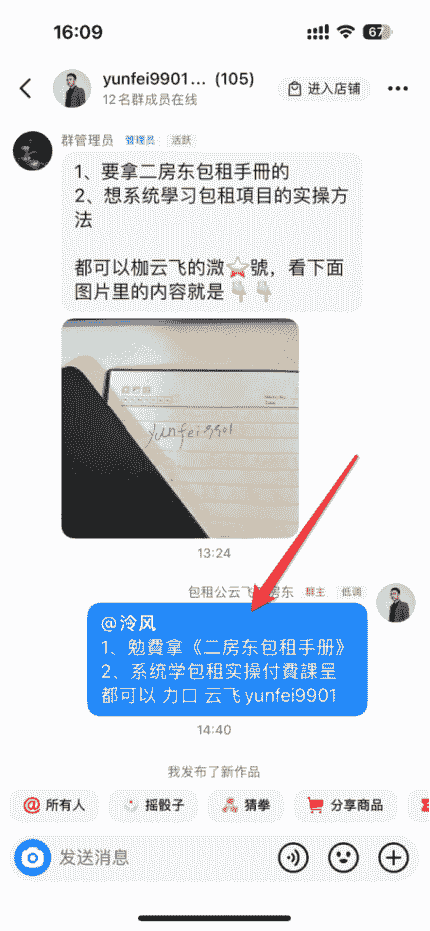 16:09
67
yunfei9901... (105)
12名群成员在线
进入店铺
群管理员 管理员 活跃
1、要拿二房东包租手冊的
2、想系统學习包租項目的实操方
法
都可以枷云飞的溦⭐號，看下面
图片里的内容就是👇👇
yunfei9901
13:24
包租公云飞 房东 群主 低调
@泠风
1、勉費拿《二房东包租手册》
2、系统学包租实操付費課呈
都可以 力口 云飞 yunfei9901
14:40
我发布了新作品
@所有人 摇骰子 猜拳 分享商品
发送消息